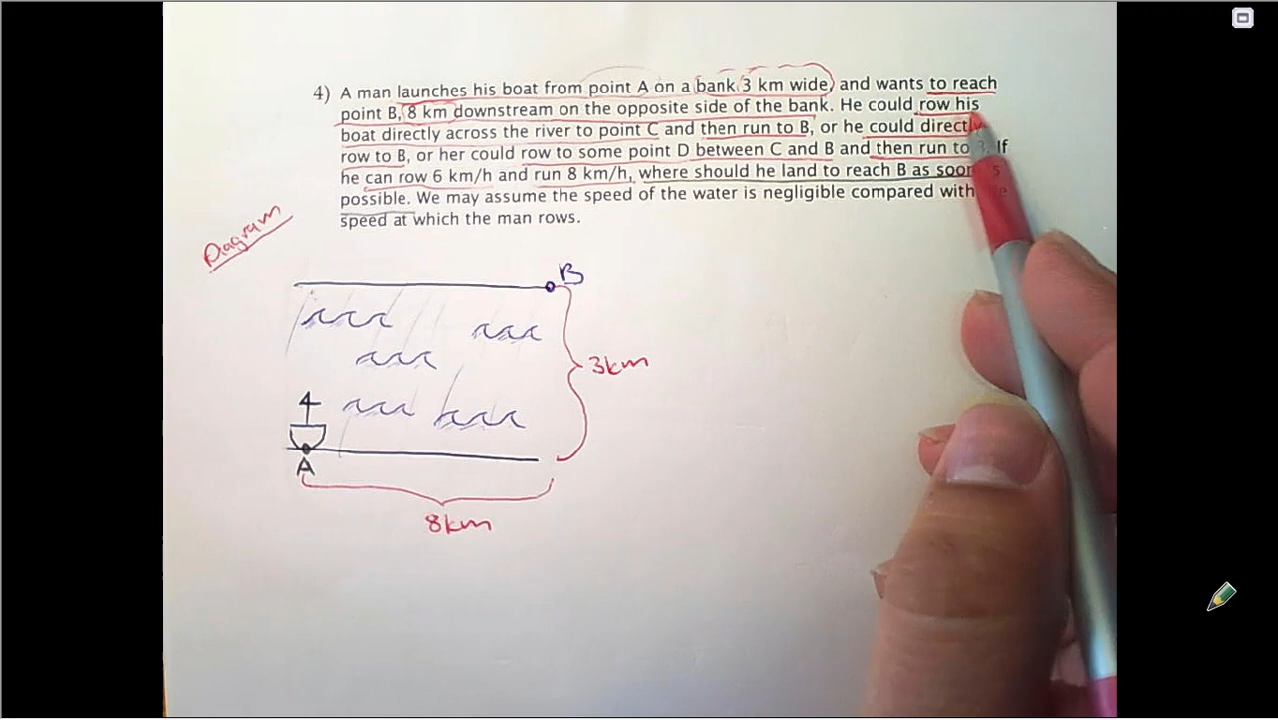 4) A man launches his boat from point A on a bank 3 km wide, and wants to reach
point B, 8 km downstream on the opposite side of the bank. He could row his
boat directly across the river to point C and then run to B, or he could directly
row to B, or her could row to some point D between C and B and then run to If
he can row 6 km/h and run 8 km/h, where should he land to reach B as soon
possible. We may assume the speed of the water is negligible compared with
speed at which the man rows.
Diagram
B
3km
A
8km